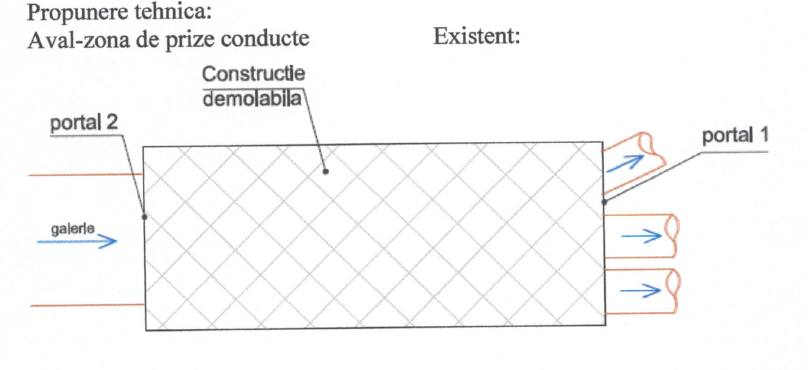 Propunere tehnica:
Aval-zona de prize conducte
Existent:
Constructie
demolabila
portal 2
portal 1
galerie